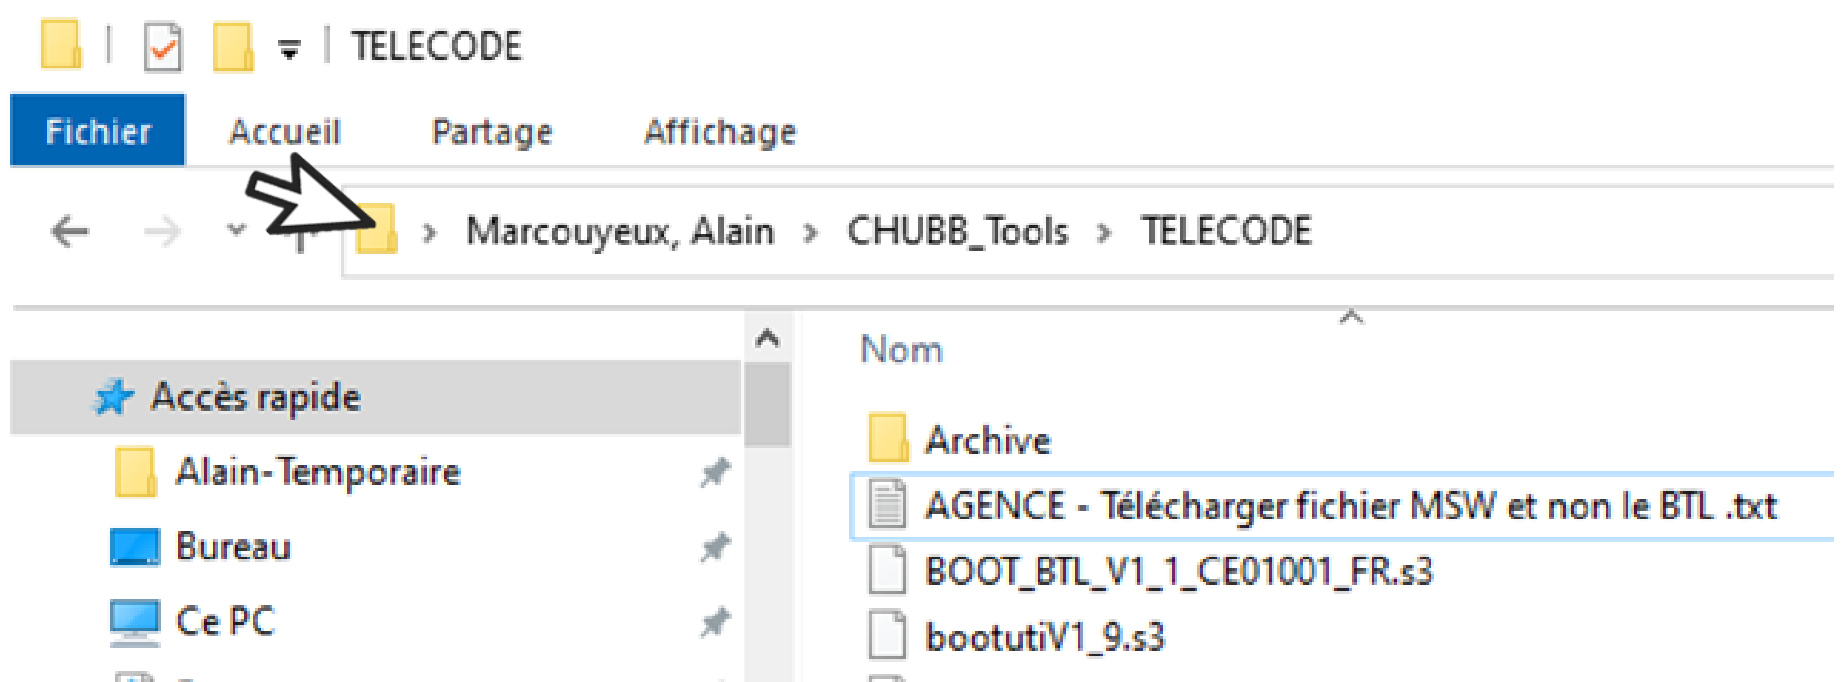 TELECODE
Fichier Accueil Partage Affichage
Marcouyeux, Alain > CHUBB_Tools > TELECODE
Nom
Accès rapide
Archive
Alain-Temporaire
AGENCE - Télécharger fichier MSW et non le BTL .txt
Bureau
BOOT_BTL_V1_1_CE01001_FR.s3
Ce PC
bootutiV1_9.s3